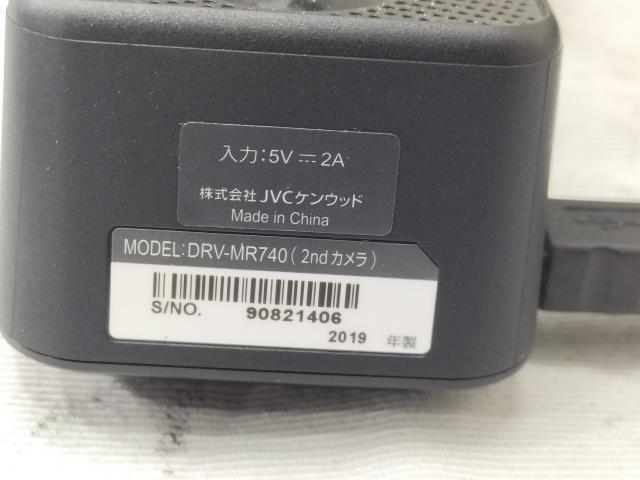 入力:5V⎓2A
株式会社 JVCケンウッド
Made in China
MODEL:DRV-MR740(2ndカメラ)
S/NO. 90821406
2019 年製